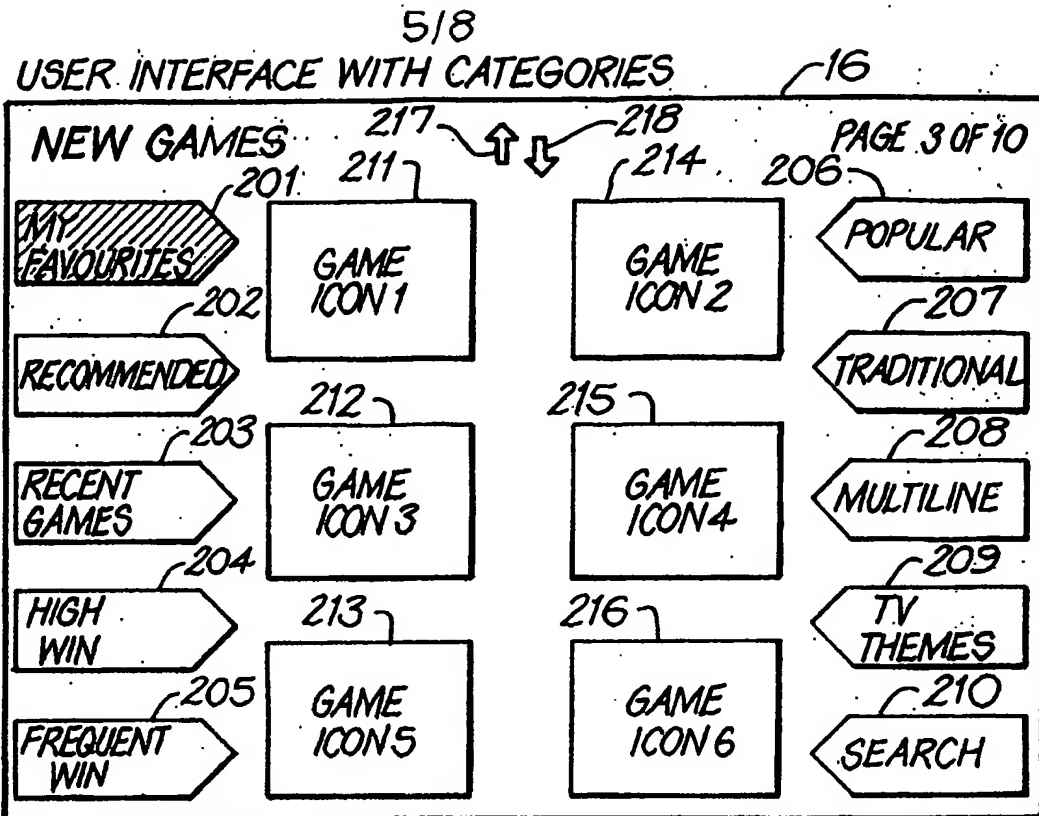 5/8
USER INTERFACE WITH CATEGORIES
16
NEW GAMES
217
218
PAGE 3 OF 10
201
211
214
206
MY
FAVOURITES
GAME
ICON 1
GAME
ICON 2
POPULAR
202
207
RECOMMENDED
TRADITIONAL
203
212
215
208
RECENT
GAMES
GAME
ICON 3
GAME
ICON 4
MULTILINE
204
209
HIGH
WIN
213
216
TV
THEMES
205
210
FREQUENT
WIN
GAME
ICON 5
GAME
ICON 6
SEARCH